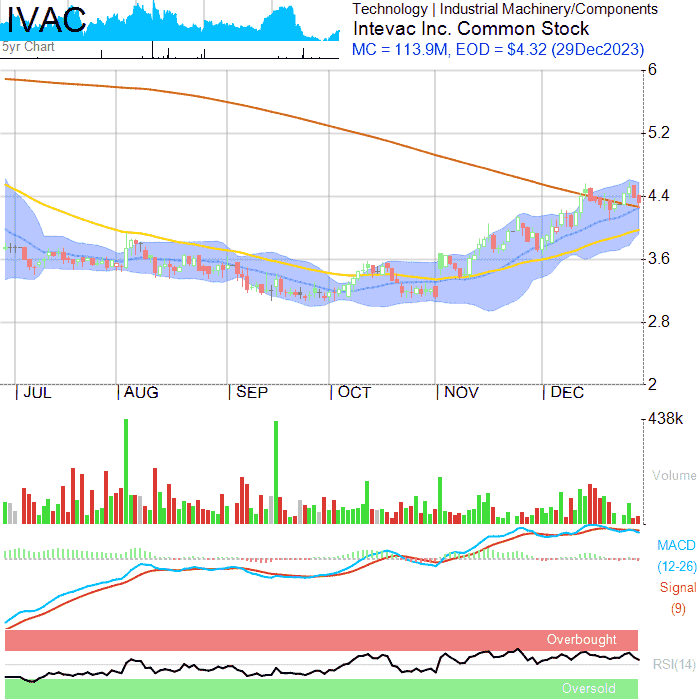 IVAC
5yr Chart
Technology | Industrial Machinery/Components
Intevac Inc. Common Stock
MC = 113.9M, EOD = $4.32 (29Dec2023)
6
5.2
4.4
3.6
2.8
2
JUL AUG SEP OCT NOV DEC
438k
Volume
MACD
(12-26)
Signal
(9)
Overbought
RSI(14)
Oversold